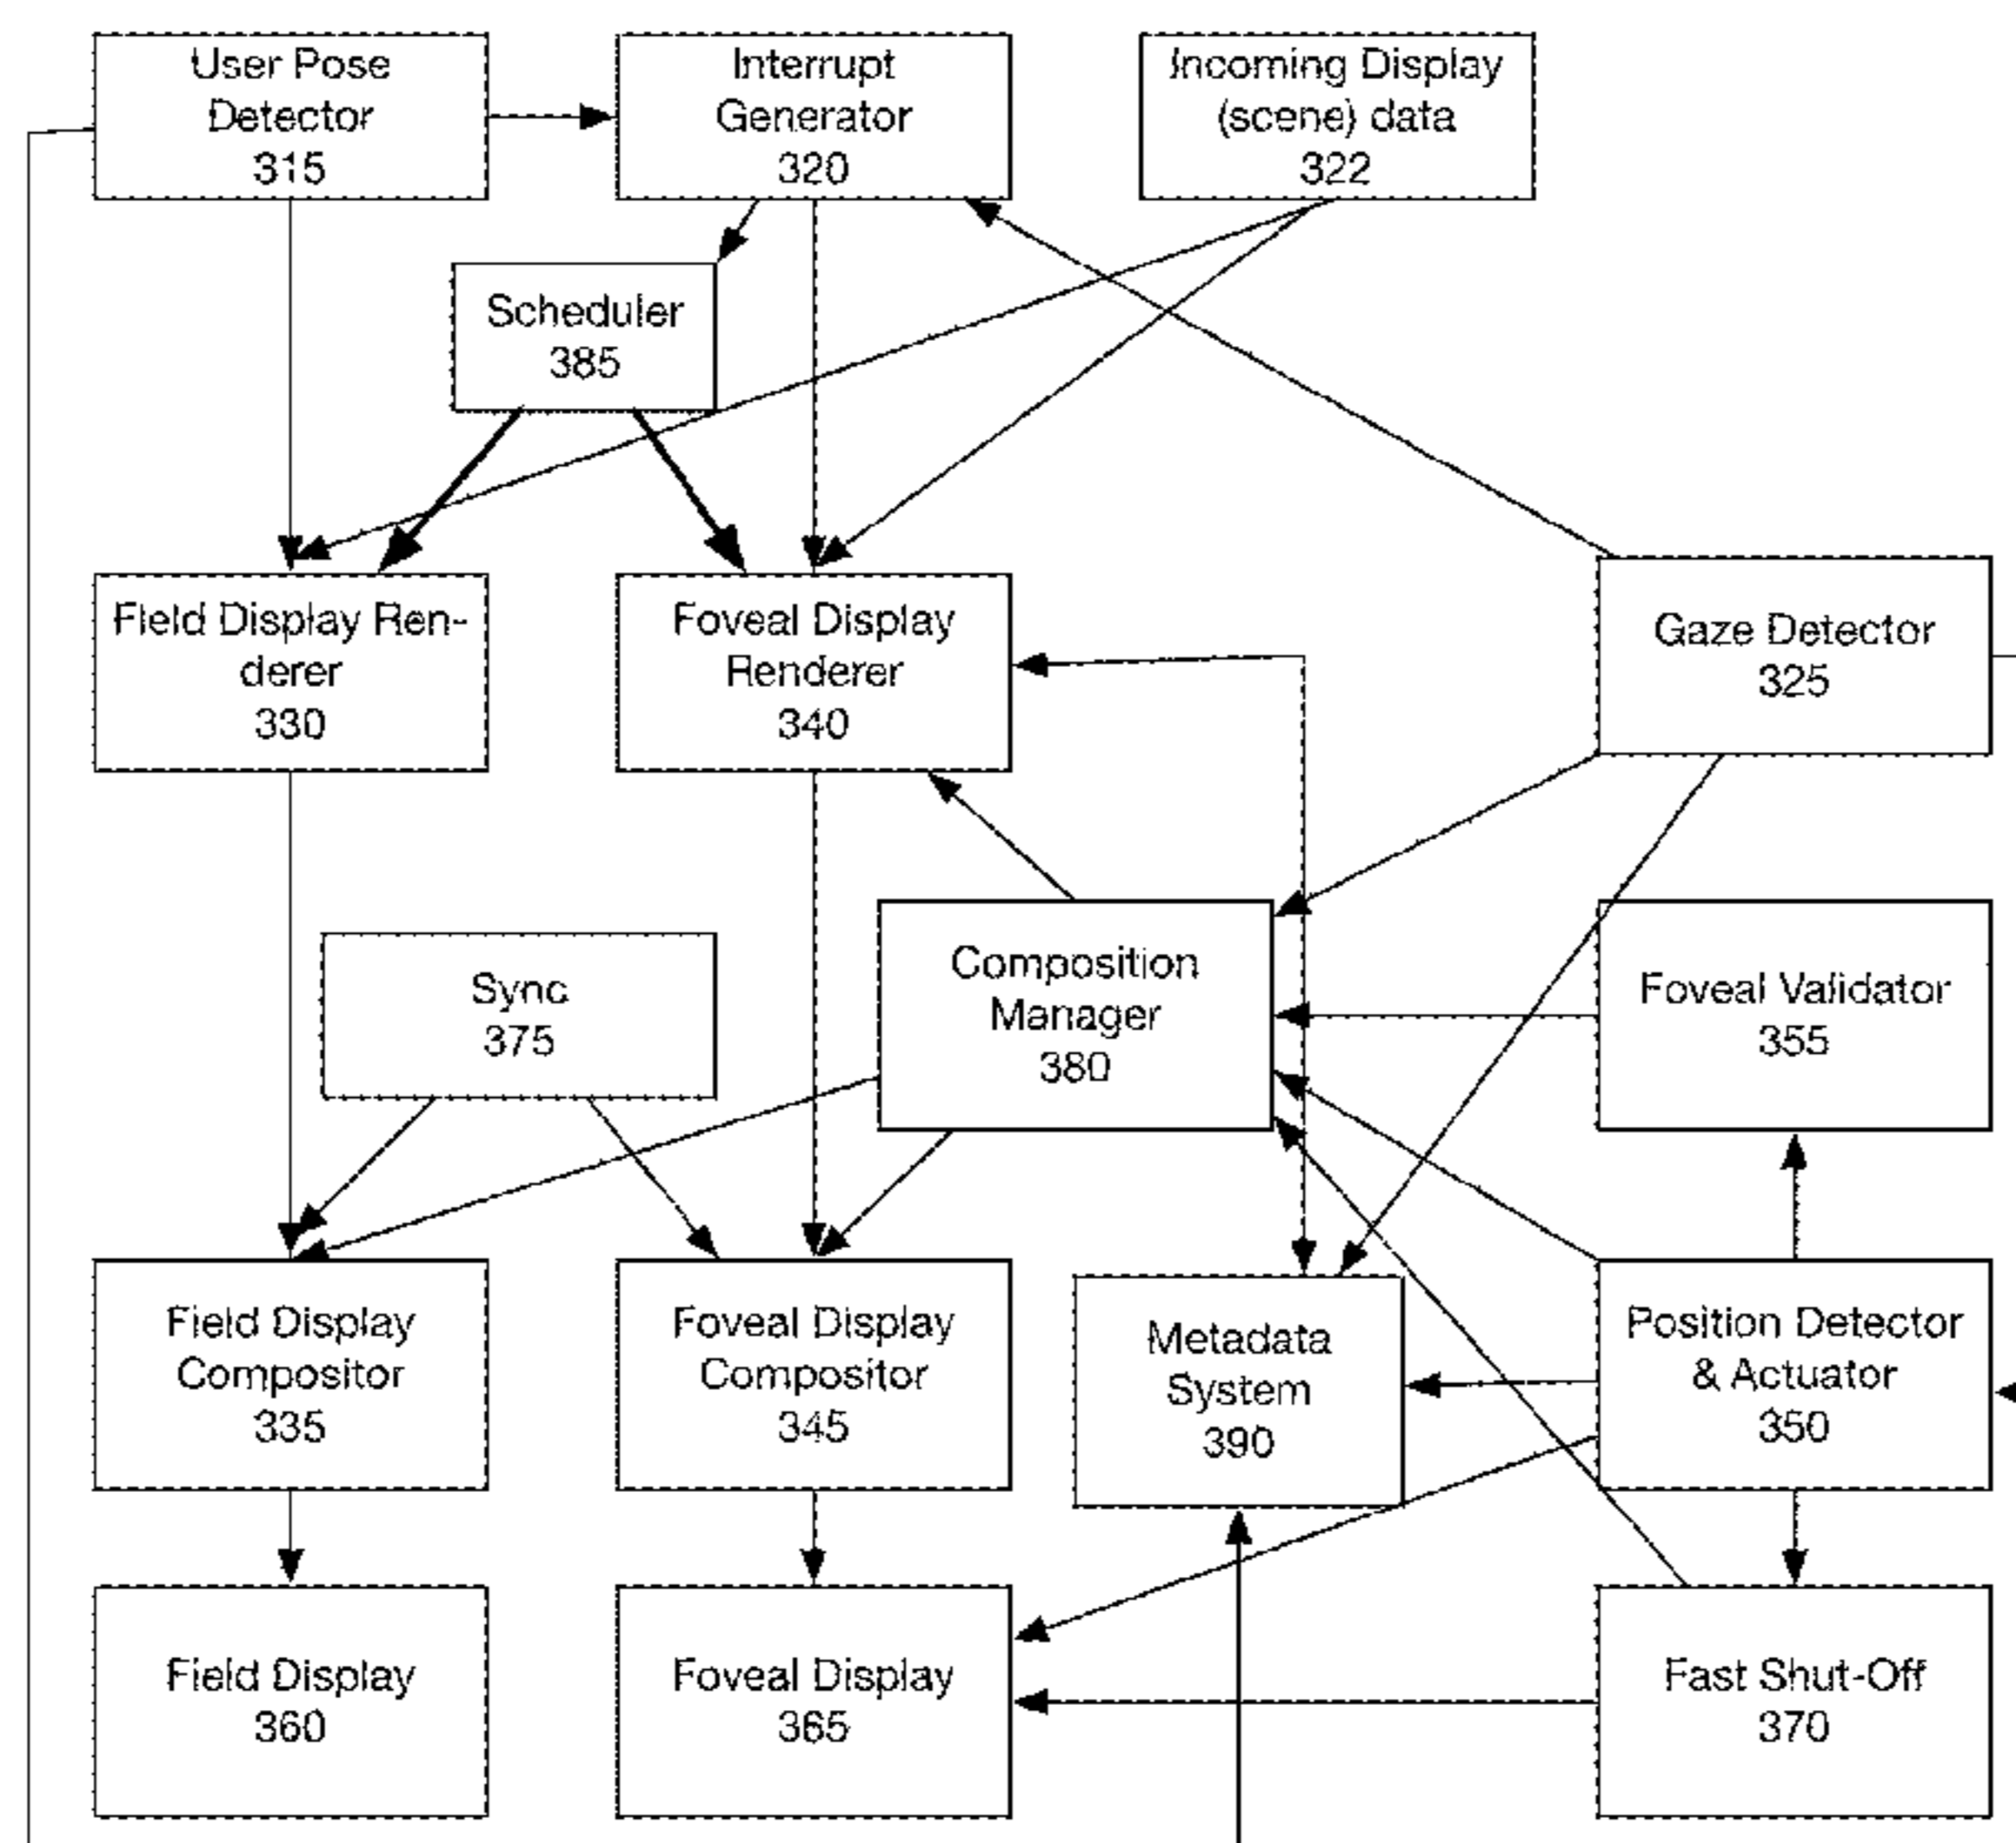 User Pose
Detector
315
Interrupt
Generator
320
Incoming Display
(scene) data
322
Scheduler
385
Field Display Ren-
derer
330
Foveal Display
Renderer
340
Gaze Detector
325
Sync
375
Composition
Manager
380
Foveal Validator
355
Field Display
Compositor
335
Foveal Display
Compositor
345
Metadata
System
390
Position Detector
& Actuator
350
Field Display
360
Foveal Display
365
Fast Shut-Off
370